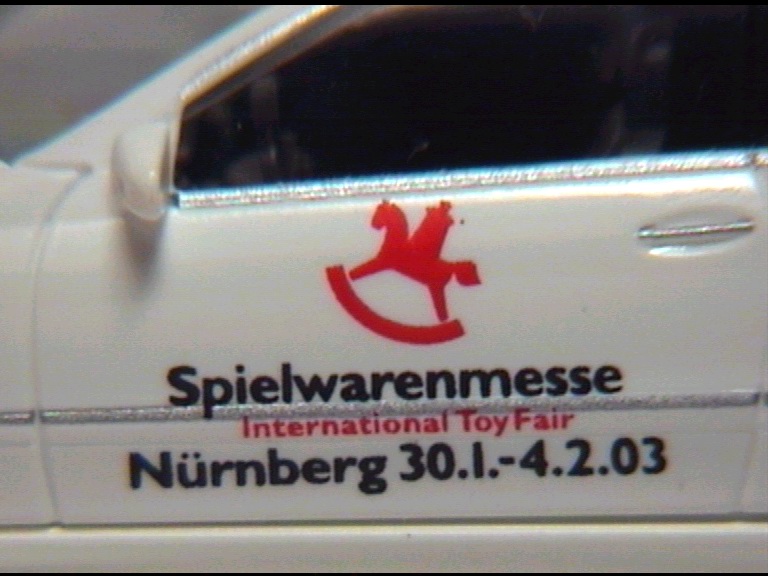 Spielwarenmesse
International Toy Fair
Nürnberg 30.1.-4.2.03